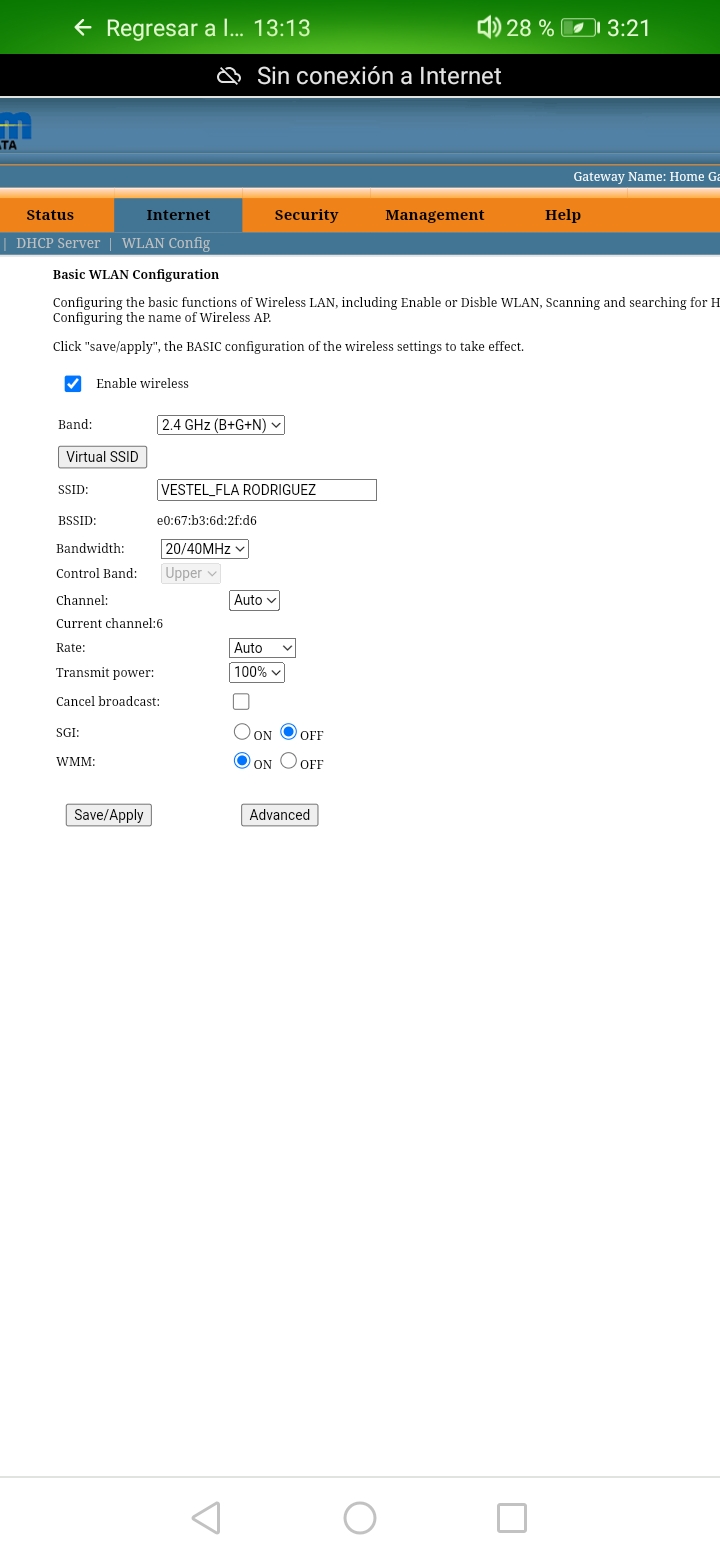 Regresar a l... 13:13 28 % 3:21
Sin conexión a Internet
m
ATA
Gateway Name: Home Ga
Status Internet Security Management Help
| DHCP Server | WLAN Config
Basic WLAN Configuration
Configuring the basic functions of Wireless LAN, including Enable or Disble WLAN, Scanning and searching for H
Configuring the name of Wireless AP.
Click "save/apply", the BASIC configuration of the wireless settings to take effect.
Enable wireless
Band: 2.4 GHz (B+G+N)
Virtual SSID
SSID: VESTEL_FLA RODRIGUEZ
BSSID: e0:67:b3:6d:2f:d6
Bandwidth: 20/40MHz
Control Band: Upper
Channel: Auto
Current channel:6
Rate: Auto
Transmit power: 100%
Cancel broadcast:
SGI: ON OFF
WMM: ON OFF
Save/Apply Advanced